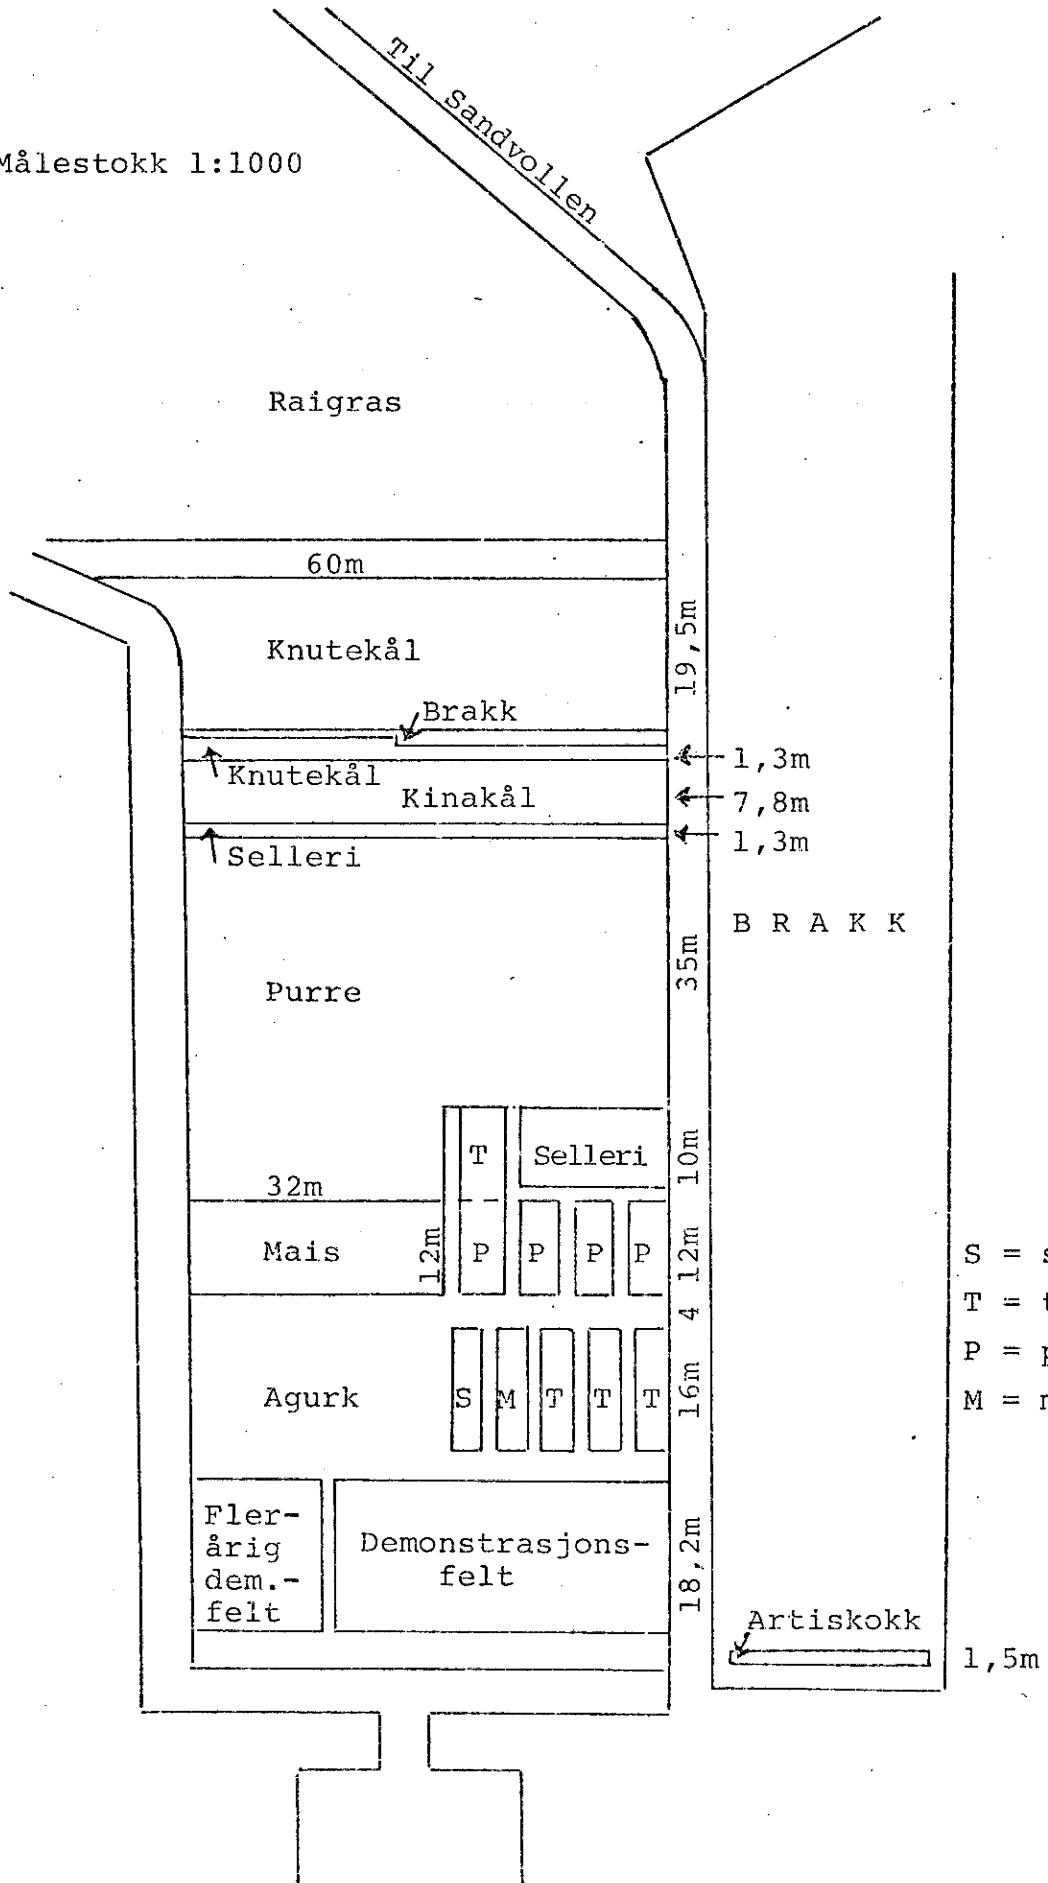 Til Sandvollen
Målestokk 1:1000
Raigras
60m
19,5m
Knutekål
Brakk
1,3m
Knutekål
Kinakål
7,8m
1,3m
Selleri
BRAKK
35m
Purre
T
Selleri
10m
32m
Mais
12m
P
P
P
P
12m
S =
T =
P =
M =
4
Agurk
S
M
T
T
T
16m
Fler-
årig
dem.-
felt
Demonstrasjons-
felt
18,2m
Artiskokk
1,5m